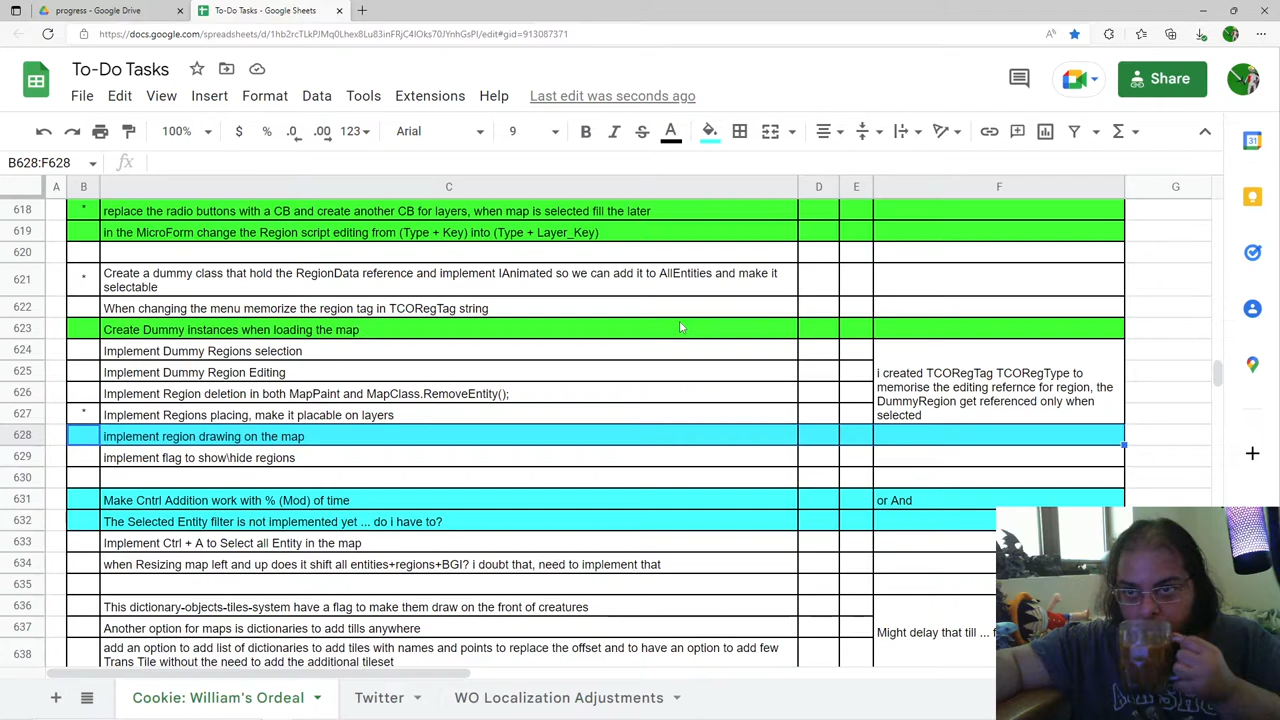 progress - Google Drive
To-Do Tasks - Google Sheets
https://docs.google.com/spreadsheets/d/1hb2rcTLkPJMq0Lhex8Lu83inFRjC4IOks70JYnhGsPI/edit#gid=913087371
To-Do Tasks
Share
File Edit View Insert Format Data Tools Extensions Help Last edit was seconds ago
100% $ % .0 .00 123 Arial 9 B I S A
B628:F628 fx
A B C D E F G
618 * replace the radio buttons with a CB and create another CB for layers, when map is selected fill the later
619 in the MicroForm change the Region script editing from (Type + Key) into (Type + Layer_Key)
620
621 * Create a dummy class that hold the RegionData reference and implement IAnimated so we can add it to AllEntities and make it
selectable
622 When changing the menu memorize the region tag in TCORegTag string
623 Create Dummy instances when loading the map
624 Implement Dummy Regions selection
625 Implement Dummy Region Editing
626 Implement Region deletion in both MapPaint and MapClass.RemoveEntity();
627 * Implement Regions placing, make it placable on layers
i created TCORegTag TCORegType to
memorise the editing refernce for region, the
DummyRegion get referenced only when
selected
628 implement region drawing on the map
629 implement flag to show\hide regions
630
631 Make Cntrl Addition work with % (Mod) of time or And
632 The Selected Entity filter is not implemented yet ... do i have to?
633 Implement Ctrl + A to Select all Entity in the map
634 when Resizing map left and up does it shift all entities+regions+BGI? i doubt that, need to implement that
635
636 This dictionary-objects-tiles-system have a flag to make them draw on the front of creatures
637 Another option for maps is dictionaries to add tills anywhere
Might delay that till ...
638 add an option to add list of dictionaries to add tiles with names and points to replace the offset and to have an option to add few
Trans Tile without the need to add the additional tileset
Cookie: William's Ordeal Twitter WO Localization Adjustments